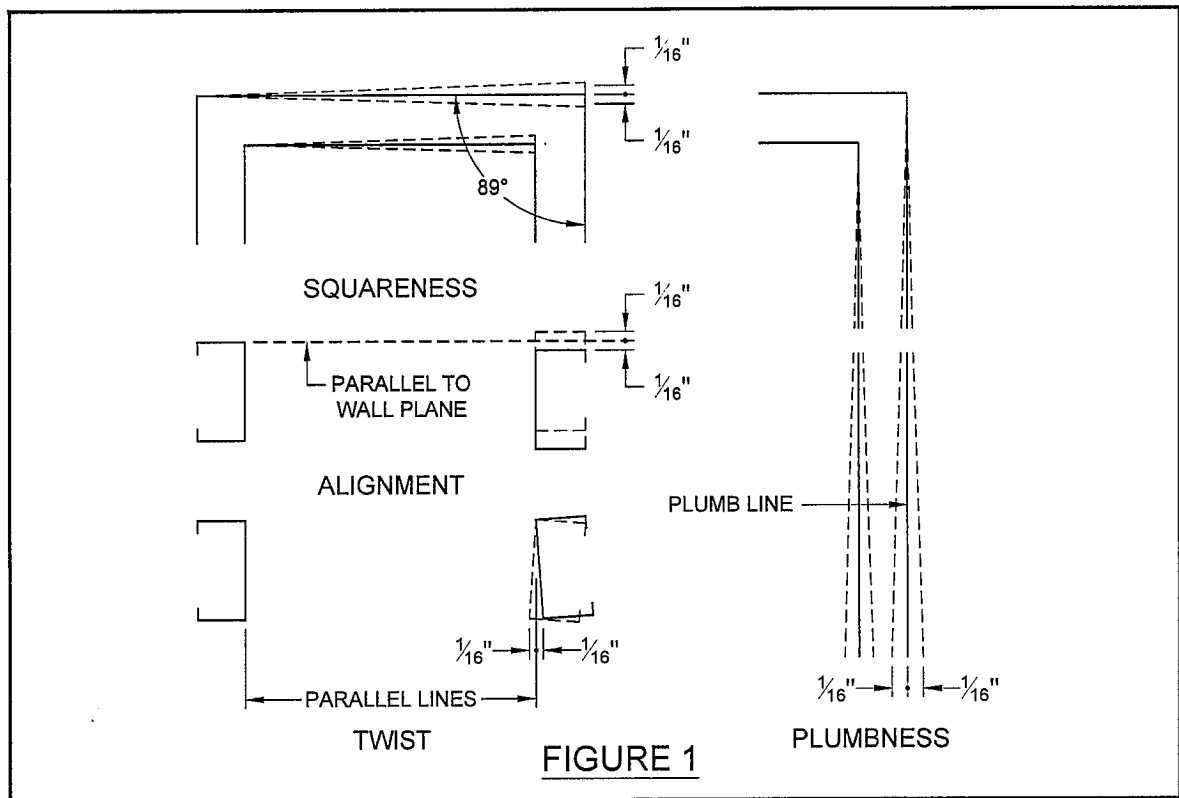 1/16"
1/16"
89°
SQUARENESS
1/16"
PARALLEL TO
WALL PLANE
1/16"
ALIGNMENT
PLUMB LINE
1/16" 1/16"
PARALLEL LINES
1/16" 1/16"
TWIST
PLUMBNESS
FIGURE 1